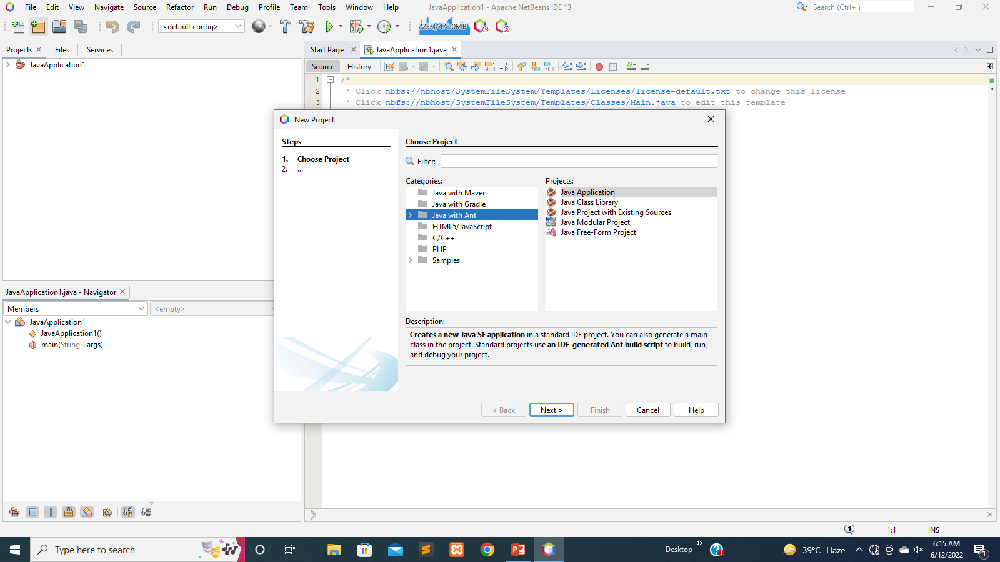 File Edit View Navigate Source Refactor Run Debug Profile Team Tools Window Help JavaApplication1 - Apache NetBeans IDE 13 Search (Ctrl+I)
<default config> 223.3/478.0MB
Projects Files Services Start Page JavaApplication1.java
JavaApplication1
Source History
1 /*
2 * Click nbfs://nbhost/SystemFileSystem/Templates/Licenses/license-default.txt to change this license
3 * Click nbfs://nbhost/SystemFileSystem/Templates/Classes/Main.java to edit this template
New Project
Steps
1. Choose Project
2. ...
Choose Project
Filter:
Categories:
Java with Maven
Java with Gradle
Java with Ant
HTML5/JavaScript
C/C++
PHP
Samples
Projects:
Java Application
Java Class Library
Java Project with Existing Sources
Java Modular Project
Java Free-Form Project
Description:
Creates a new Java SE application in a standard IDE project. You can also generate a main
class in the project. Standard projects use an IDE-generated Ant build script to build, run,
and debug your project.
< Back Next > Finish Cancel Help
JavaApplication1.java - Navigator
Members <empty>
JavaApplication1
JavaApplication1()
main(String[] args)
1 1:1 INS
Type here to search Desktop 39°C Haze 6:15 AM
6/12/2022 1